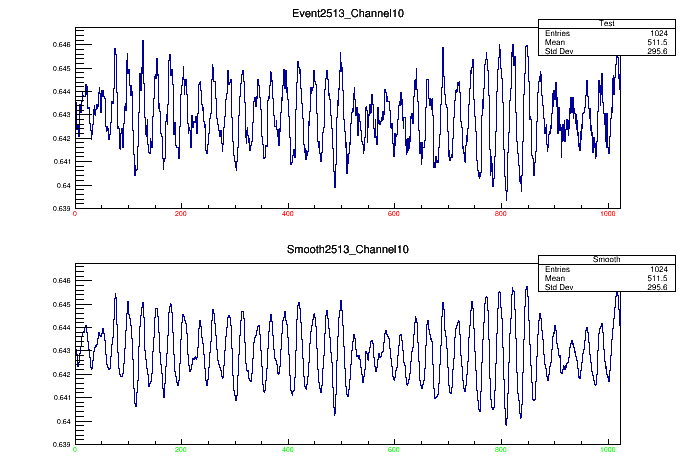 Event2513_Channel10
Test
Entries 1024
Mean 511.5
Std Dev 295.6
0.646
0.645
0.644
0.643
0.642
0.641
0.64
0.639
0 200 400 600 800 1000
Smooth2513_Channel10
Smooth
Entries 1024
Mean 511.5
Std Dev 295.6
0.646
0.645
0.644
0.643
0.642
0.641
0.64
0.639
0 200 400 600 800 1000